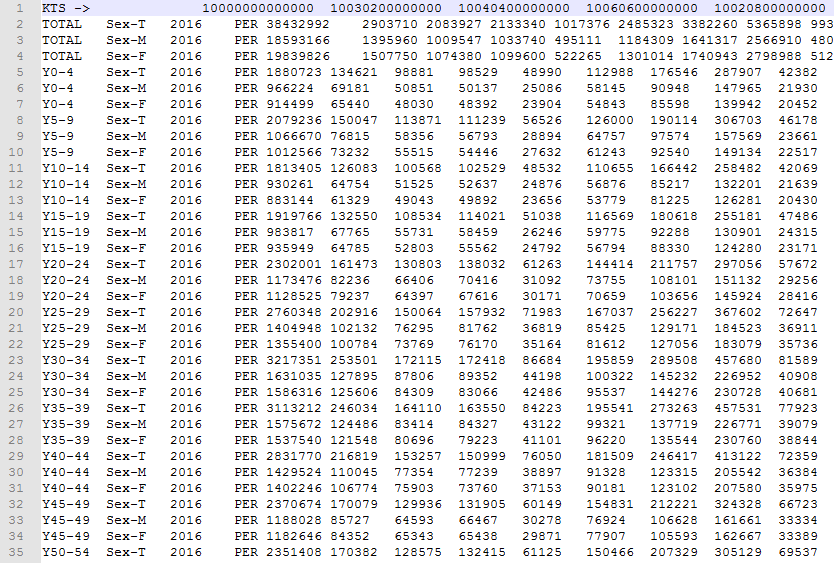 1 KTS -> 10000000000000 10030200000000 10040400000000 10060600000000 10020800000000
2 TOTAL Sex-T 2016 PER 38432992 2903710 2083927 2133340 1017376 2485323 3382260 5365898 993
3 TOTAL Sex-M 2016 PER 18593166 1395960 1009547 1033740 495111 1184309 1641317 2566910 480
4 TOTAL Sex-F 2016 PER 19839826 1507750 1074380 1099600 522265 1301014 1740943 2798988 512
5 Y0-4 Sex-T 2016 PER 1880723 134621 98881 98529 48990 112988 176546 287907 42382
6 Y0-4 Sex-M 2016 PER 966224 69181 50851 50137 25086 58145 90948 147965 21930
7 Y0-4 Sex-F 2016 PER 914499 65440 48030 48392 23904 54843 85598 139942 20452
8 Y5-9 Sex-T 2016 PER 2079236 150047 113871 111239 56526 126000 190114 306703 46178
9 Y5-9 Sex-M 2016 PER 1066670 76815 58356 56793 28894 64757 97574 157569 23661
10 Y5-9 Sex-F 2016 PER 1012566 73232 55515 54446 27632 61243 92540 149134 22517
11 Y10-14 Sex-T 2016 PER 1813405 126083 100568 102529 48532 110655 166442 258482 42069
12 Y10-14 Sex-M 2016 PER 930261 64754 51525 52637 24876 56876 85217 132201 21639
13 Y10-14 Sex-F 2016 PER 883144 61329 49043 49892 23656 53779 81225 126281 20430
14 Y15-19 Sex-T 2016 PER 1919766 132550 108534 114021 51038 116569 180618 255181 47486
15 Y15-19 Sex-M 2016 PER 983817 67765 55731 58459 26246 59775 92288 130901 24315
16 Y15-19 Sex-F 2016 PER 935949 64785 52803 55562 24792 56794 88330 124280 23171
17 Y20-24 Sex-T 2016 PER 2302001 161473 130803 138032 61263 144414 211757 297056 57672
18 Y20-24 Sex-M 2016 PER 1173476 82236 66406 70416 31092 73755 108101 151132 29256
19 Y20-24 Sex-F 2016 PER 1128525 79237 64397 67616 30171 70659 103656 145924 28416
20 Y25-29 Sex-T 2016 PER 2760348 202916 150064 157932 71983 167037 256227 367602 72647
21 Y25-29 Sex-M 2016 PER 1404948 102132 76295 81762 36819 85425 129171 184523 36911
22 Y25-29 Sex-F 2016 PER 1355400 100784 73769 76170 35164 81612 127056 183079 35736
23 Y30-34 Sex-T 2016 PER 3217351 253501 172115 172418 86684 195859 289508 457680 81589
24 Y30-34 Sex-M 2016 PER 1631035 127895 87806 89352 44198 100322 145232 226952 40908
25 Y30-34 Sex-F 2016 PER 1586316 125606 84309 83066 42486 95537 144276 230728 40681
26 Y35-39 Sex-T 2016 PER 3113212 246034 164110 163550 84223 195541 273263 457531 77923
27 Y35-39 Sex-M 2016 PER 1575672 124486 83414 84327 43122 99321 137719 226771 39079
28 Y35-39 Sex-F 2016 PER 1537540 121548 80696 79223 41101 96220 135544 230760 38844
29 Y40-44 Sex-T 2016 PER 2831770 216819 153257 150999 76050 181509 246417 413122 72359
30 Y40-44 Sex-M 2016 PER 1429524 110045 77354 77239 38897 91328 123315 205542 36384
31 Y40-44 Sex-F 2016 PER 1402246 106774 75903 73760 37153 90181 123102 207580 35975
32 Y45-49 Sex-T 2016 PER 2370674 170079 129936 131905 60149 154831 212221 324328 66723
33 Y45-49 Sex-M 2016 PER 1188028 85727 64593 66467 30278 76924 106628 161661 33334
34 Y45-49 Sex-F 2016 PER 1182646 84352 65343 65438 29871 77907 105593 162667 33389
35 Y50-54 Sex-T 2016 PER 2351408 170382 128575 132415 61125 150466 207329 305129 69537